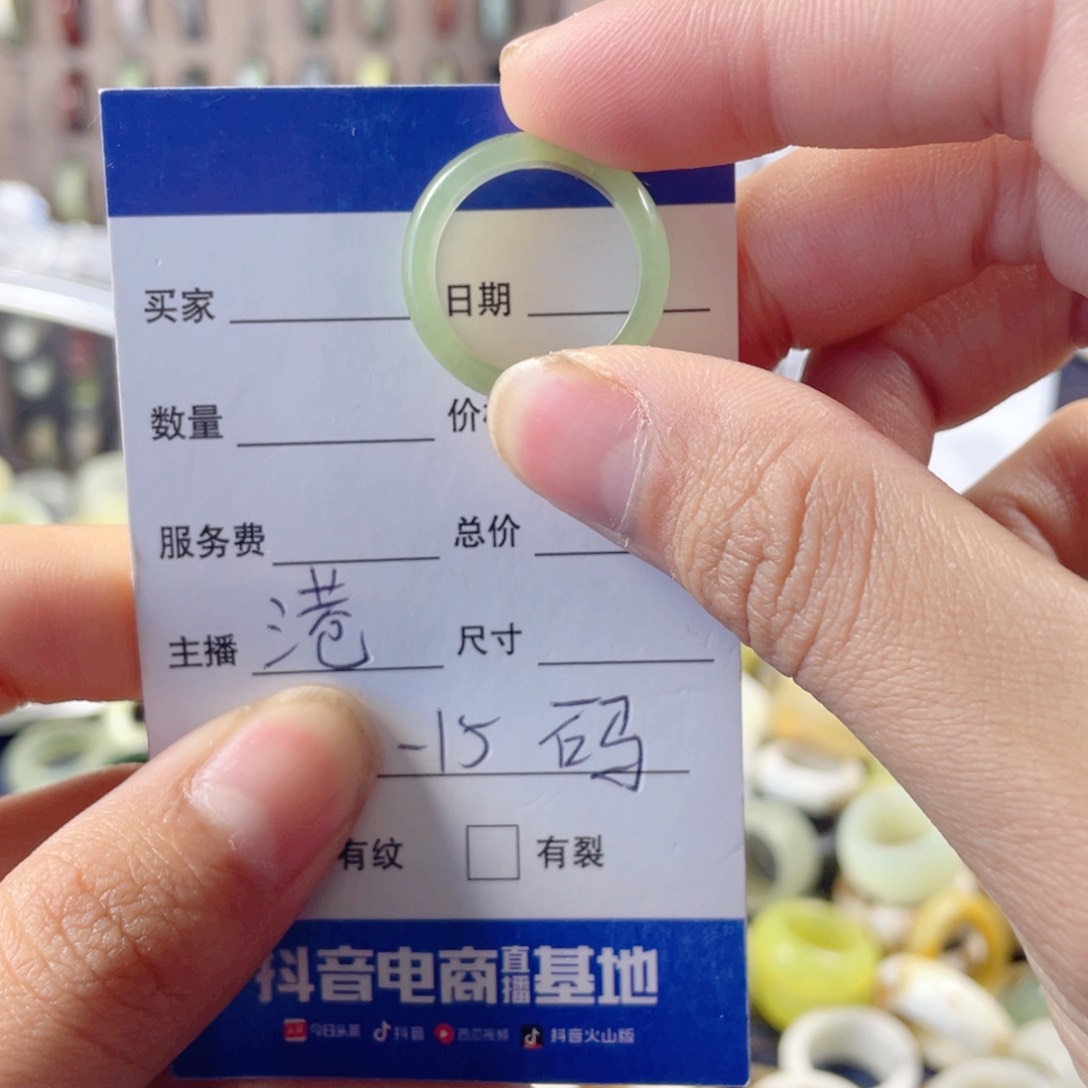 买家 日期
数量 价
服务费 总价
主播 港 尺寸
-15 码
有纹 有裂
抖音电商直播基地
今日头条 抖音 西瓜视频 抖音火山版